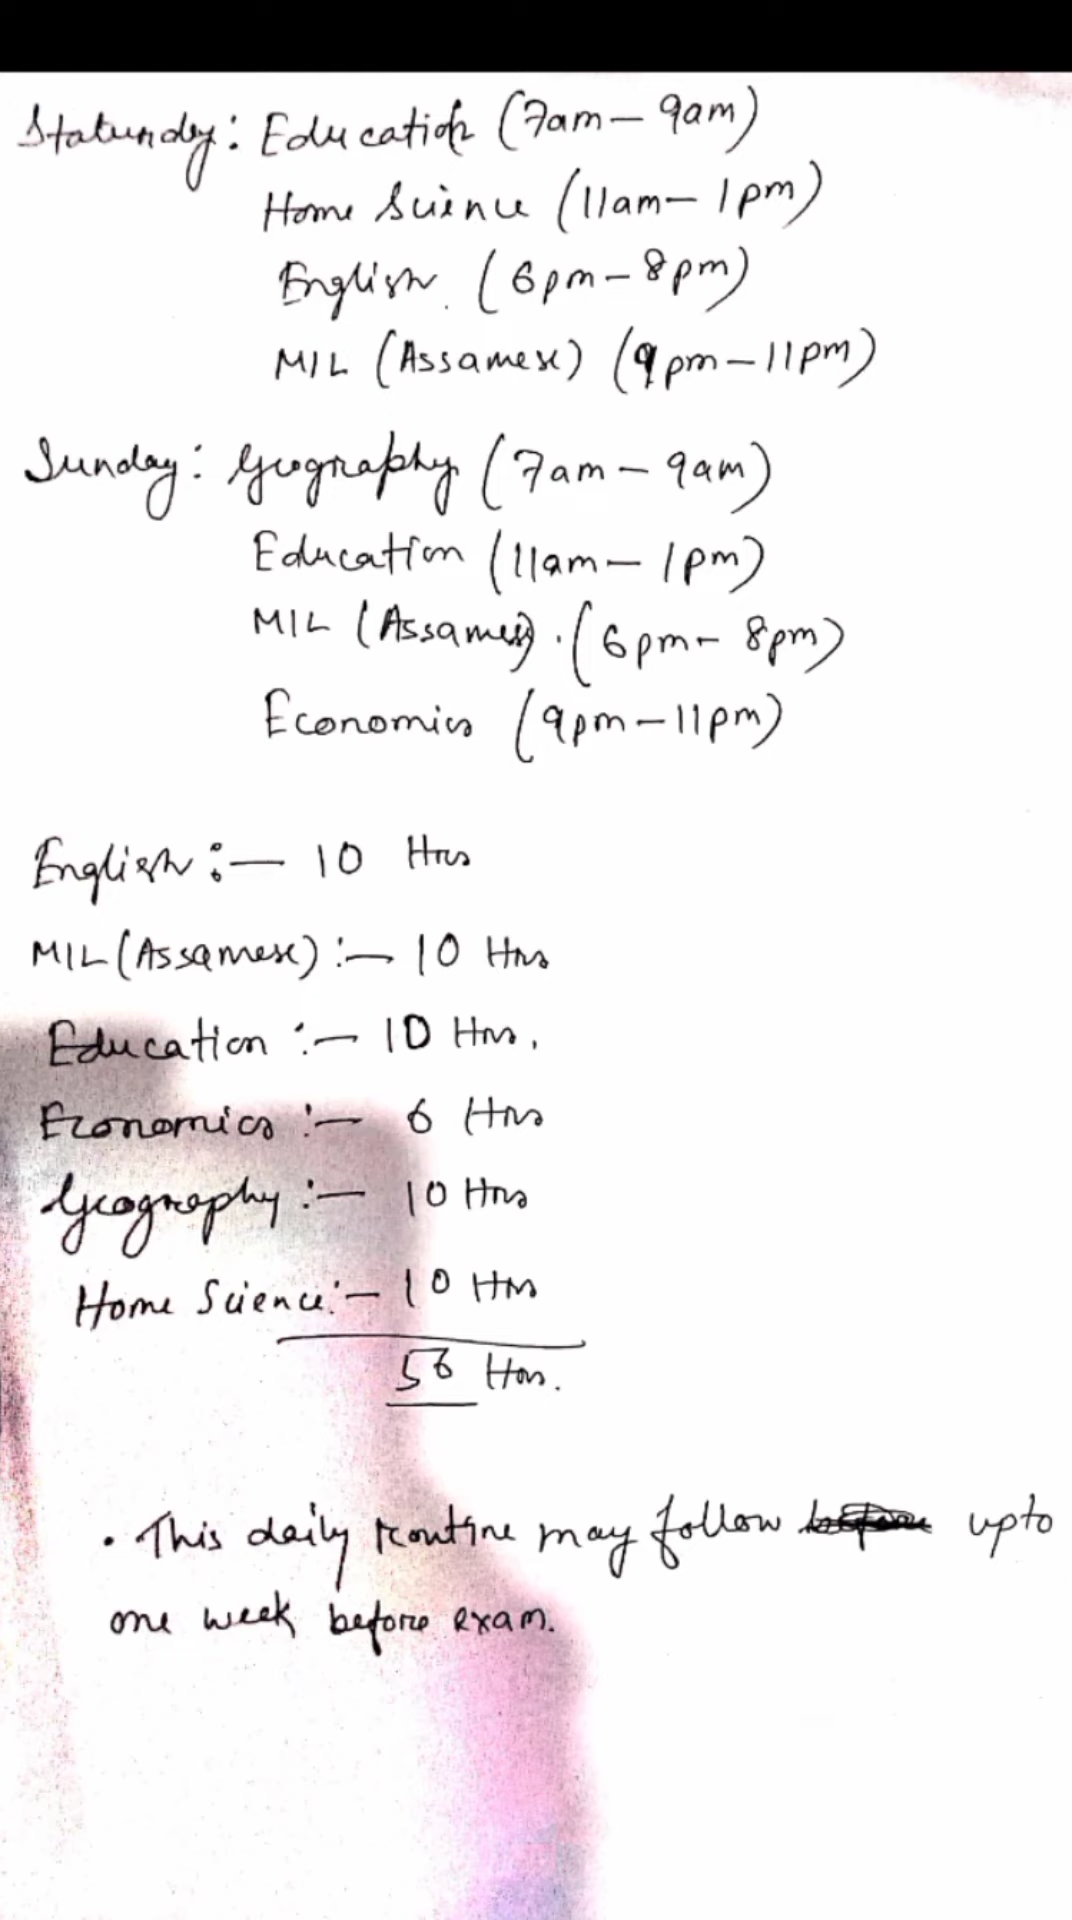 Staturday: Education (7am - 9am)
Home Science (11am - 1pm)
English. (6pm - 8pm)
MIL (Assamese) (9pm - 11pm)
Sunday: Geography (7am - 9am)
Education (11am - 1pm)
MIL (Assamese). (6pm - 8pm)
Economics (9pm - 11pm)
English :- 10 Hrs
MIL (Assamese) :- 10 Hrs
Education :- 10 Hrs.
Economics :- 6 Hrs
Geography :- 10 Hrs
Home Science :- 10 Hrs
56 Hrs.
• This daily routine may follow upto
one week before exam.